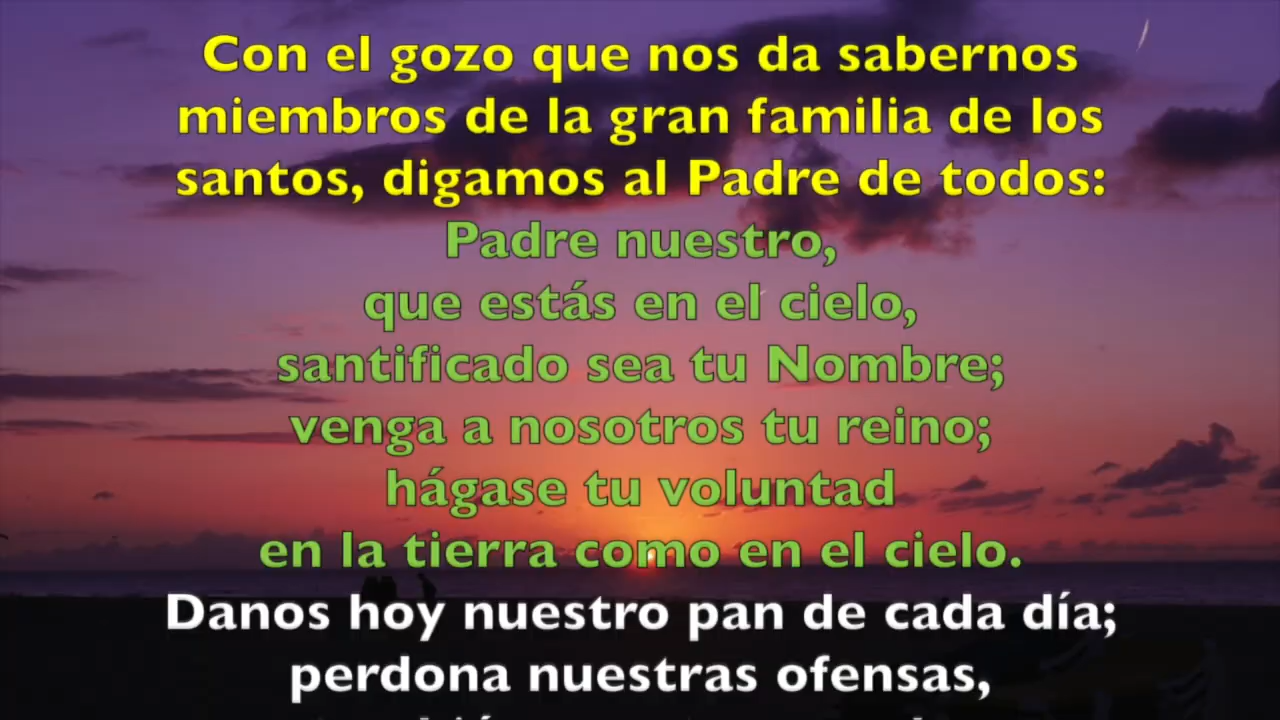 Con el gozo que nos da sabernos
miembros de la gran familia de los
santos, digamos al Padre de todos:
Padre nuestro,
que estás en el cielo,
santificado sea tu Nombre;
venga a nosotros tu reino;
hágase tu voluntad
en la tierra como en el cielo.
Danos hoy nuestro pan de cada día;
perdona nuestras ofensas,